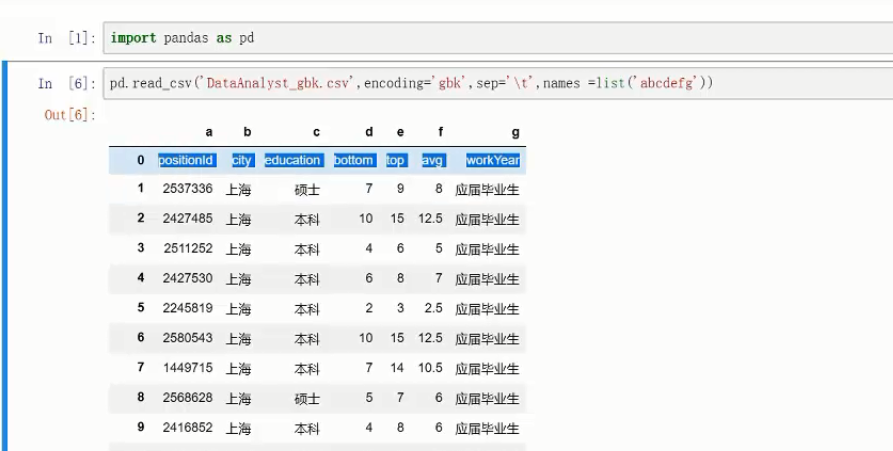 In [1]: import pandas as pd
In [6]: pd.read_csv('DataAnalyst_gbk.csv',encoding='gbk',sep='\t',names =list('abcdefg'))
Out[6]:
a b c d e f g
0 positionId city education bottom top avg workYear
1 2537336 上海 硕士 7 9 8 应届毕业生
2 2427485 上海 本科 10 15 12.5 应届毕业生
3 2511252 上海 本科 4 6 5 应届毕业生
4 2427530 上海 本科 6 8 7 应届毕业生
5 2245819 上海 本科 2 3 2.5 应届毕业生
6 2580543 上海 本科 10 15 12.5 应届毕业生
7 1449715 上海 本科 7 14 10.5 应届毕业生
8 2568628 上海 硕士 5 7 6 应届毕业生
9 2416852 上海 本科 4 8 6 应届毕业生